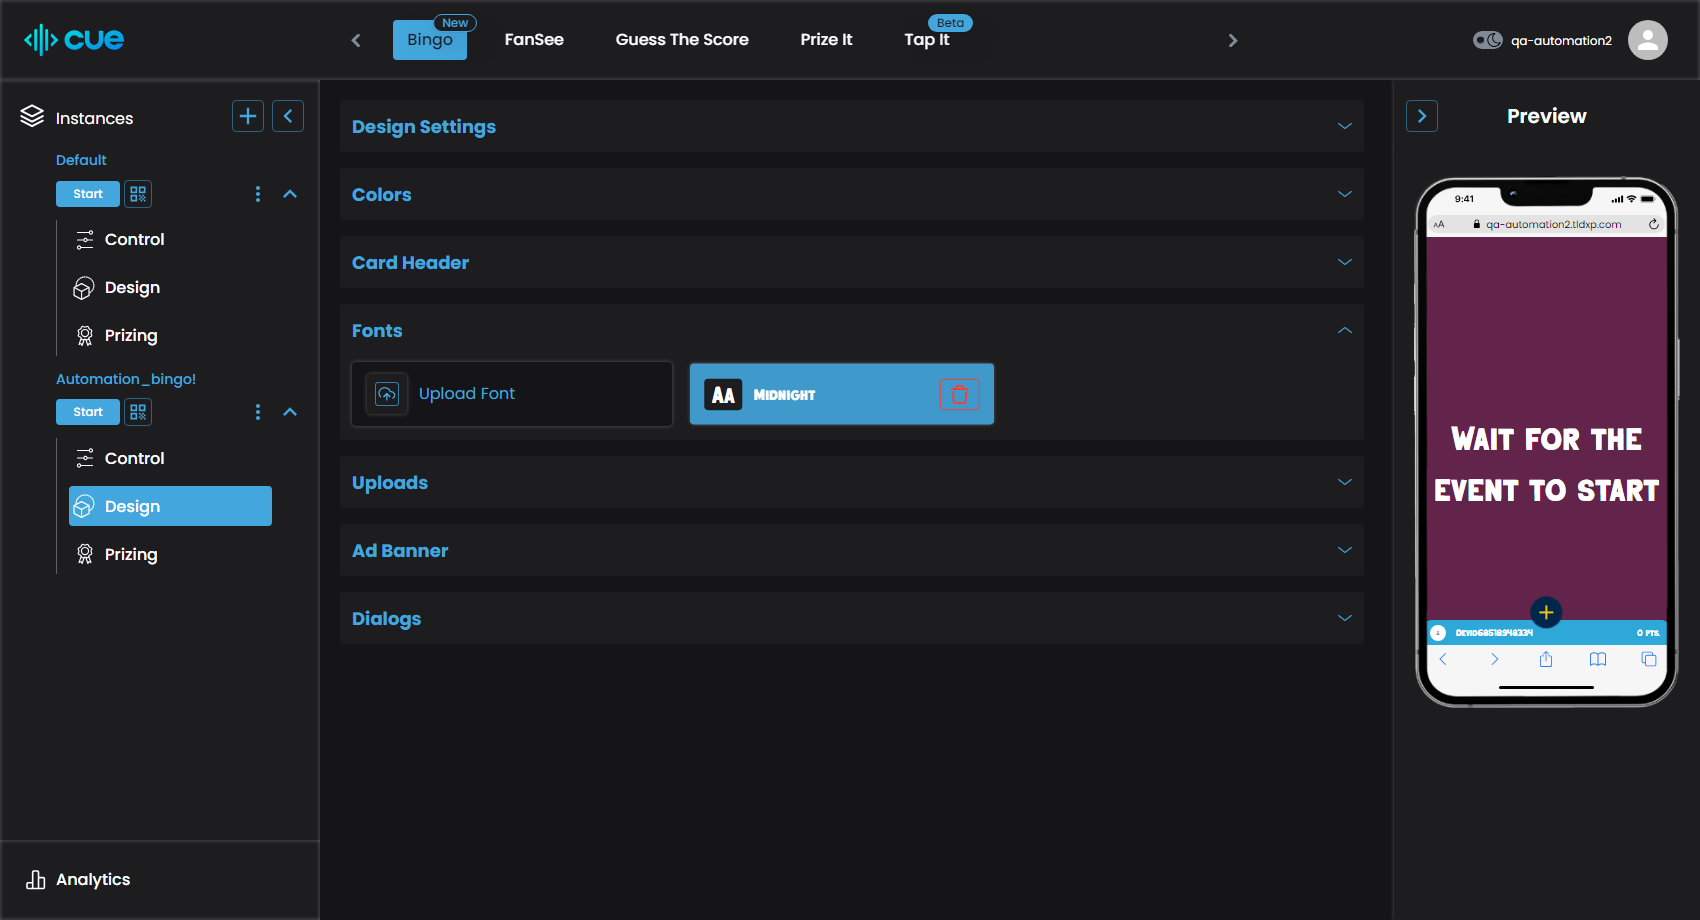 cue
Bingo
New
FanSee
Guess The Score
Prize It
Tap It
Beta
qa-automation2
Instances
Default
Start
Control
Design
Prizing
Automation_bingo!
Start
Control
Design
Prizing
Analytics
Design Settings
Colors
Card Header
Fonts
Upload Font
AA
MIDNIGHT
Uploads
Ad Banner
Dialogs
Preview
9:41
AA
qa-automation2.tldxp.com
WAIT FOR THE
EVENT TO START
0 PTS.